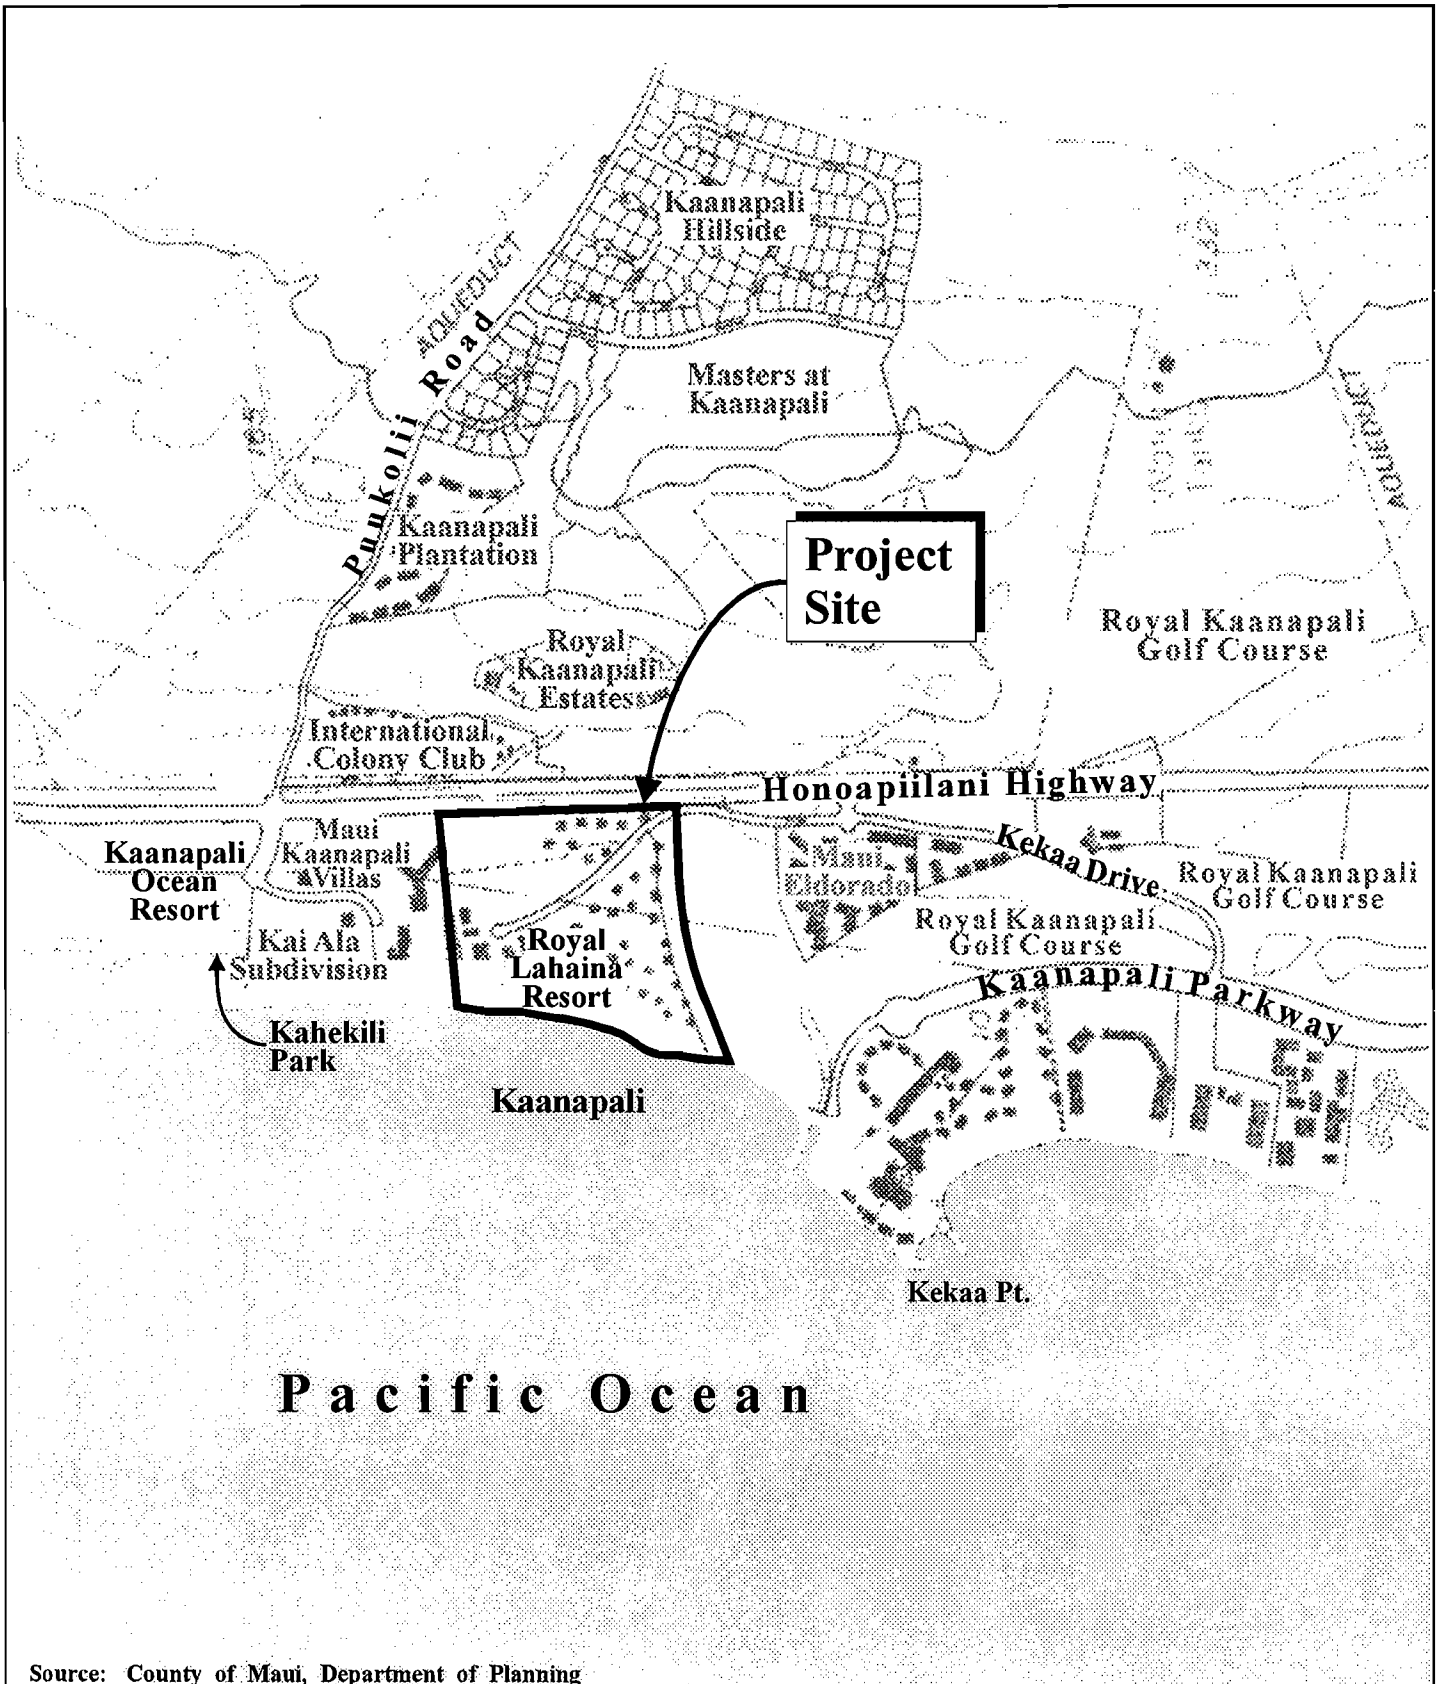 Kaanapali
Hillside
AQUEDUCT
Puukolii Road
Masters at
Kaanapali
AQUEDUCT
Kaanapali
Plantation
Project
Site
Royal Kaanapali
Golf Course
Royal
Kaanapali
Estates
International
Colony Club
Honoapiilani Highway
Maui
Kaanapali
Villas
Kaanapali
Ocean
Resort
Kekaa Drive
Maui
Eldorado
Royal Kaanapali
Golf Course
Royal Kaanapali
Golf Course
Kai Ala
Subdivision
Royal
Lahaina
Resort
Kaanapali Parkway
Kahekili
Park
Kaanapali
Kekaa Pt.
Pacific Ocean
Source: County of Maui, Department of Planning